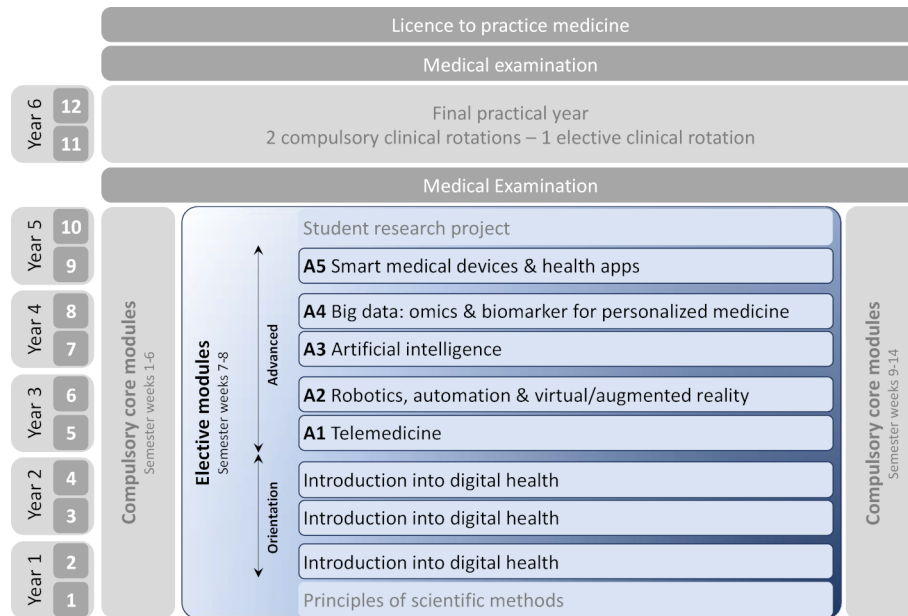 Licence to practice medicine
Medical examination
Year 6
12
11
Final practical year
2 compulsory clinical rotations – 1 elective clinical rotation
Medical Examination
Year 5
10
9
Year 4
8
7
Year 3
6
5
Year 2
4
3
Year 1
2
1
Compulsory core modules
Semester weeks 1-6
Elective modules
Semester weeks 7-8
Advanced
Orientation
Student research project
A5 Smart medical devices & health apps
A4 Big data: omics & biomarker for personalized medicine
A3 Artificial intelligence
A2 Robotics, automation & virtual/augmented reality
A1 Telemedicine
Introduction into digital health
Introduction into digital health
Introduction into digital health
Principles of scientific methods
Compulsory core modules
Semester weeks 9-14